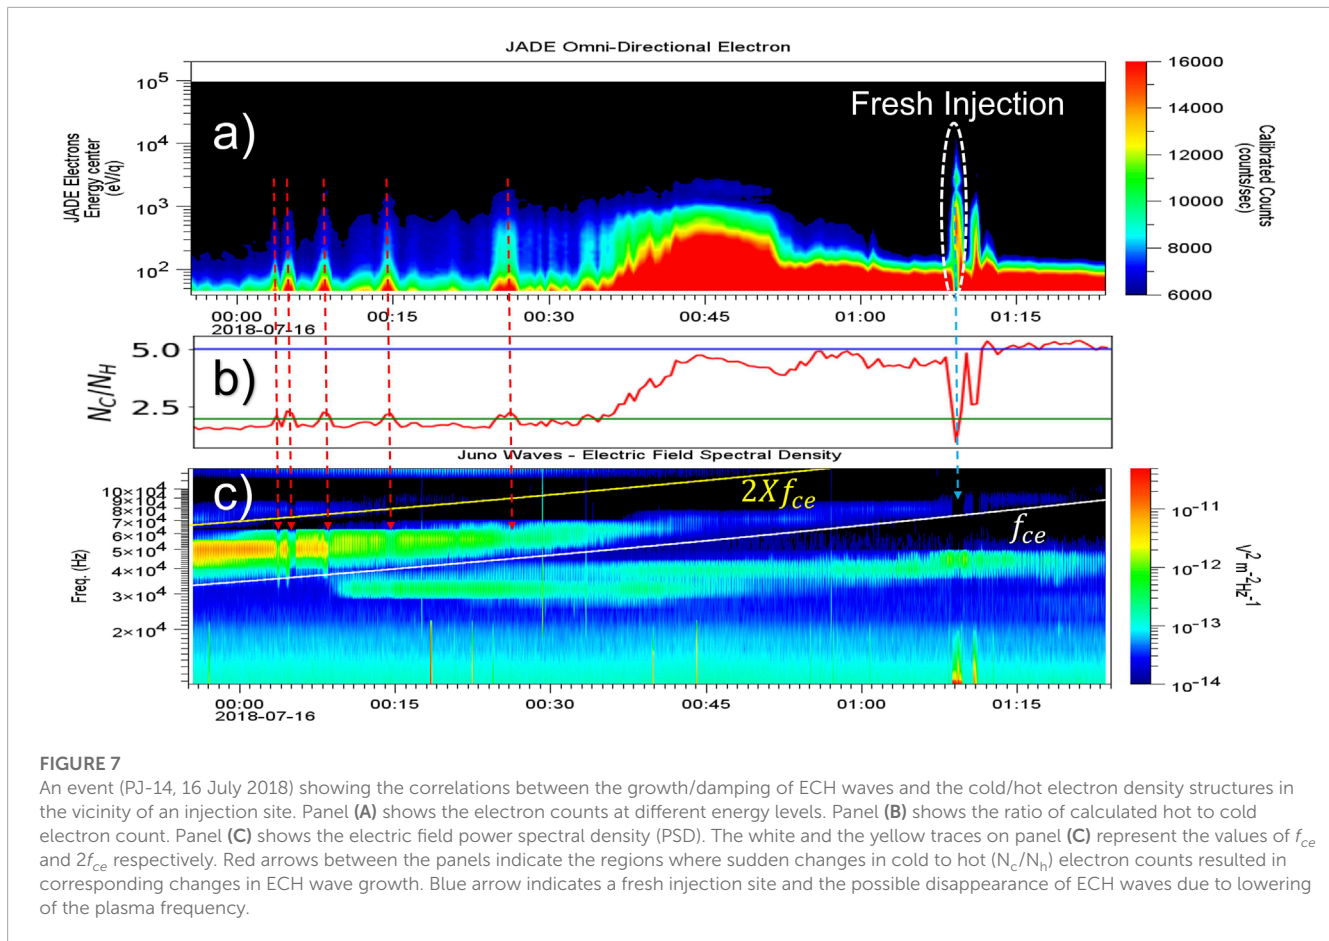 JADE Omni-Directional Electron
a)
Fresh Injection
JADE Electrons
Energy center
(eV/q)
10⁵
10⁴
10³
10²
16000
14000
12000
10000
8000
6000
Calibrated Counts
(counts/sec)
00:00
00:15
00:30
00:45
01:00
01:15
2018-07-16
b)
N_C/N_H
5.0
2.5
Juno Waves - Electric Field Spectral Density
c)
2X f_ce
f_ce
Freq. (Hz)
10×10⁴
9×10⁴
8×10⁴
7×10⁴
6×10⁴
5×10⁴
4×10⁴
3×10⁴
2×10⁴
10⁻¹¹
10⁻¹²
10⁻¹³
10⁻¹⁴
V² m⁻² Hz⁻¹
00:00
00:15
00:30
00:45
01:00
01:15
2018-07-16
FIGURE 7
An event (PJ-14, 16 July 2018) showing the correlations between the growth/damping of ECH waves and the cold/hot electron density structures in
the vicinity of an injection site. Panel (A) shows the electron counts at different energy levels. Panel (B) shows the ratio of calculated hot to cold
electron count. Panel (C) shows the electric field power spectral density (PSD). The white and the yellow traces on panel (C) represent the values of f_ce
and 2f_ce respectively. Red arrows between the panels indicate the regions where sudden changes in cold to hot (N_c/N_h) electron counts resulted in
corresponding changes in ECH wave growth. Blue arrow indicates a fresh injection site and the possible disappearance of ECH waves due to lowering
of the plasma frequency.